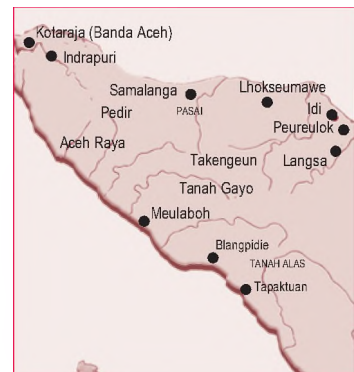 Kotaraja (Banda Aceh)
Indrapuri
Samalanga
Lhokseumawe
Pedir
PASAI
Idi
Peureulok
Aceh Raya
Takengeun
Langsa
Tanah Gayo
Meulaboh
Blangpidie
TANAH ALAS
Tapaktuan